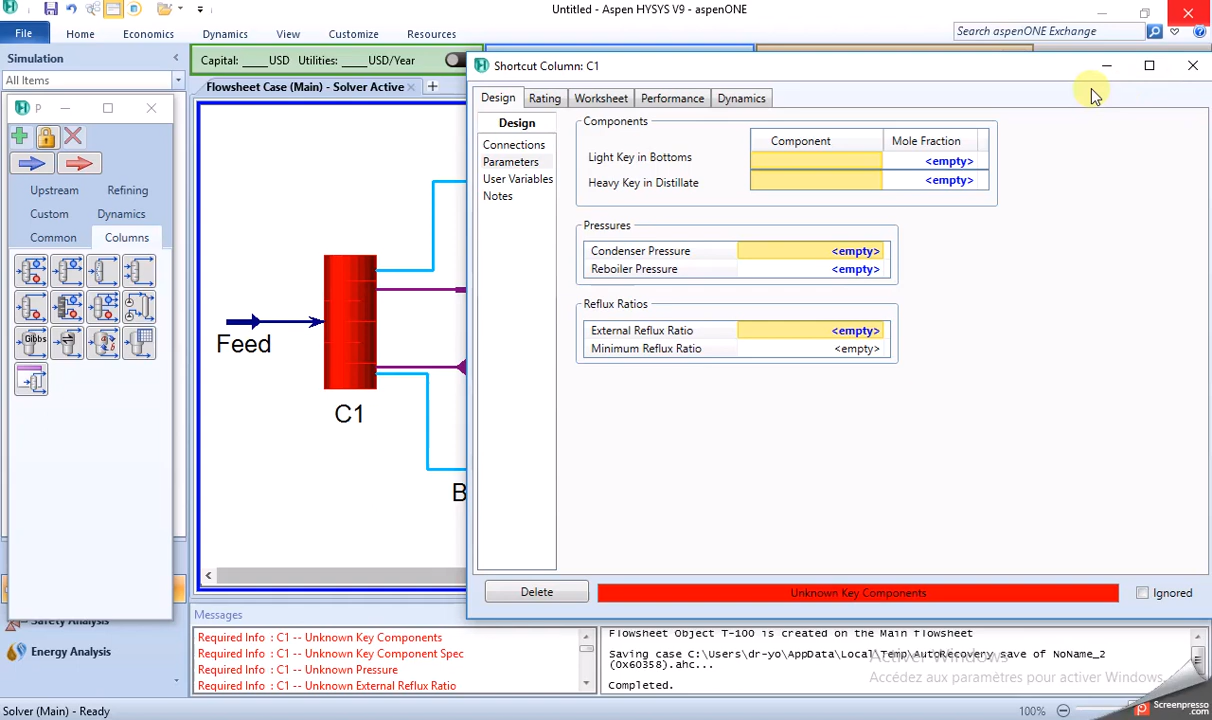 Untitled - Aspen HYSYS V9 - aspenONE
File Home Economics Dynamics View Customize Resources
Search aspenONE Exchange
Simulation
All Items
Capital: ____ USD Utilities: ____ USD/Year
Flowsheet Case (Main) - Solver Active
P
Upstream Refining
Custom Dynamics
Common Columns
Gibbs
Feed
C1
B
Shortcut Column: C1
Design Rating Worksheet Performance Dynamics
Design
Connections
Parameters
User Variables
Notes
Components
Component Mole Fraction
Light Key in Bottoms <empty>
Heavy Key in Distillate <empty>
Pressures
Condenser Pressure <empty>
Reboiler Pressure <empty>
Reflux Ratios
External Reflux Ratio <empty>
Minimum Reflux Ratio <empty>
Delete Unknown Key Components Ignored
Safety Analysis
Energy Analysis
Messages
Required Info : C1 -- Unknown Key Components
Required Info : C1 -- Unknown Key Component Spec
Required Info : C1 -- Unknown Pressure
Required Info : C1 -- Unknown External Reflux Ratio
Flowsheet Object T-100 is created on the Main flowsheet
Saving case C:\Users\dr-yo\AppData\Local\Temp\AutoRecovery save of NoName_2
(0x60358).ahc...
Completed.
Activer Windows
Accédez aux paramètres pour activer Windows.
Solver (Main) - Ready
100%
Screenpresso
.com